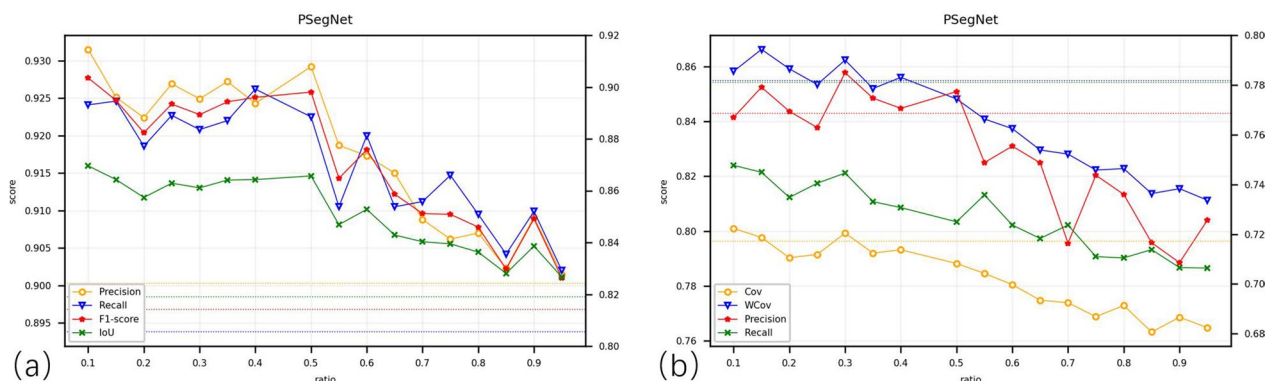 PSegNet
0.930
0.925
0.920
0.915
0.910
0.905
0.900
0.895
score
0.92
0.90
0.88
0.86
0.84
0.82
0.80
Precision
Recall
F1-score
IoU
0.1
0.2
0.3
0.4
0.5
0.6
0.7
0.8
0.9
ratio
(a)
PSegNet
0.86
0.84
0.82
0.80
0.78
0.76
score
0.80
0.78
0.76
0.74
0.72
0.70
0.68
Cov
WCov
Precision
Recall
0.1
0.2
0.3
0.4
0.5
0.6
0.7
0.8
0.9
ratio
(b)